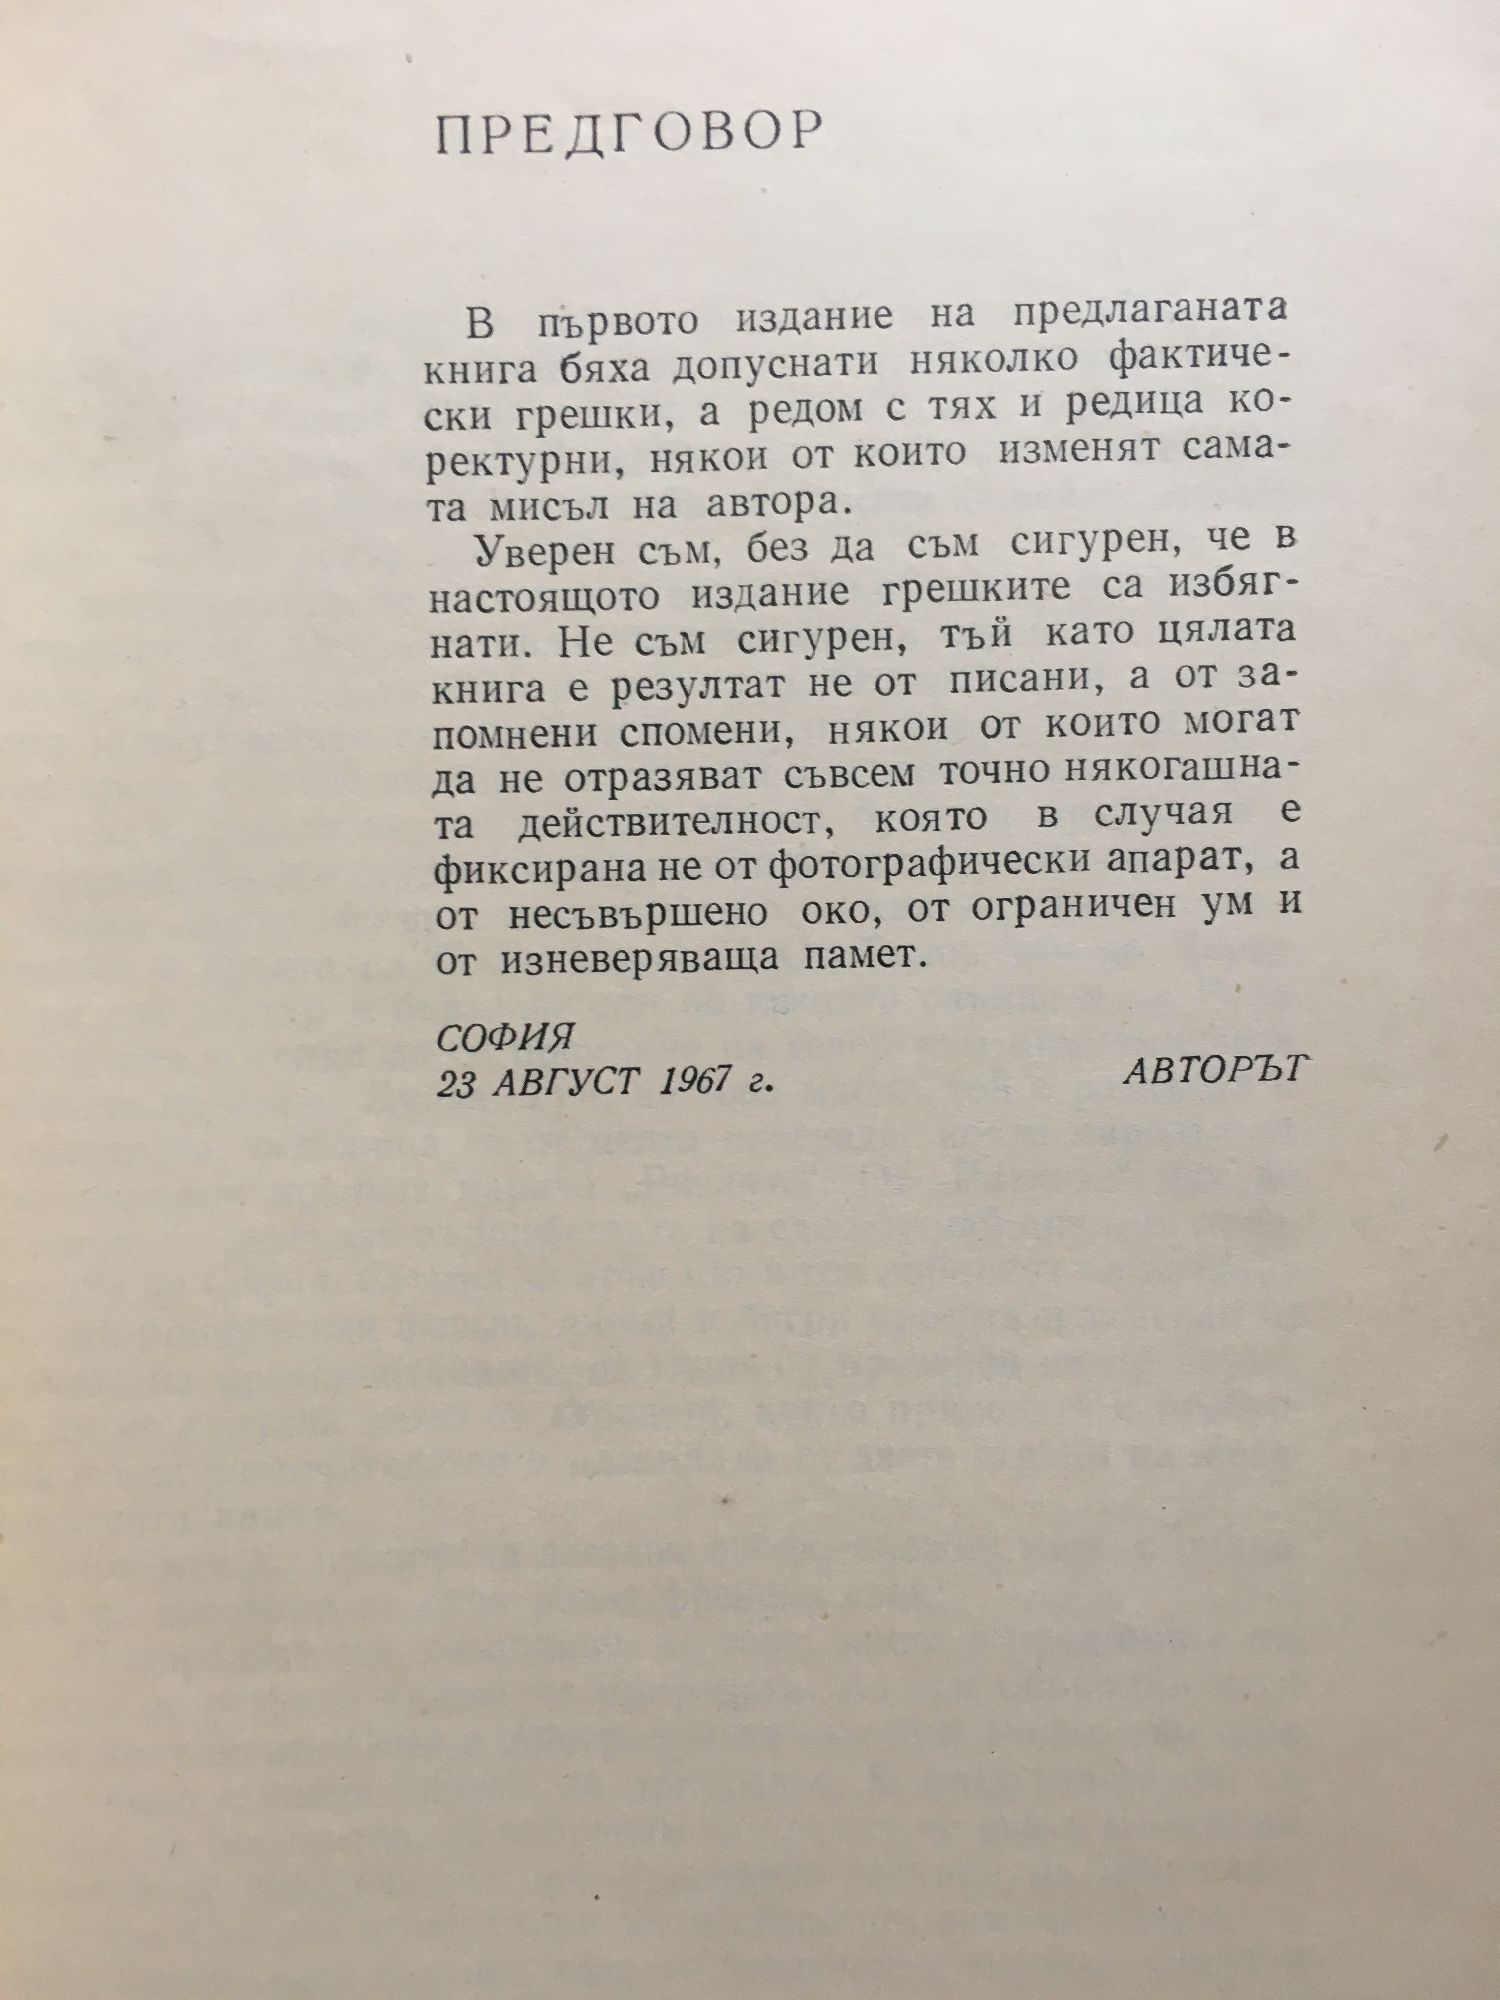 ПРЕДГОВОР
В първото издание на предлаганата
книга бяха допуснати няколко фактиче-
ски грешки, а редом с тях и редица ко-
ректурни, някои от които изменят сама-
та мисъл на автора.
Уверен съм, без да съм сигурен, че в
настоящото издание грешките са избяг-
нати. Не съм сигурен, тъй като цялата
книга е резултат не от писани, а от за-
помнени спомени, някои от които могат
да не отразяват съвсем точно някогашна-
та действителност, която в случая е
фиксирана не от фотографически апарат, а
от несъвършено око, от ограничен ум и
от изневеряваща памет.
СОФИЯ
23 АВГУСТ 1967 г.
АВТОРЪТ